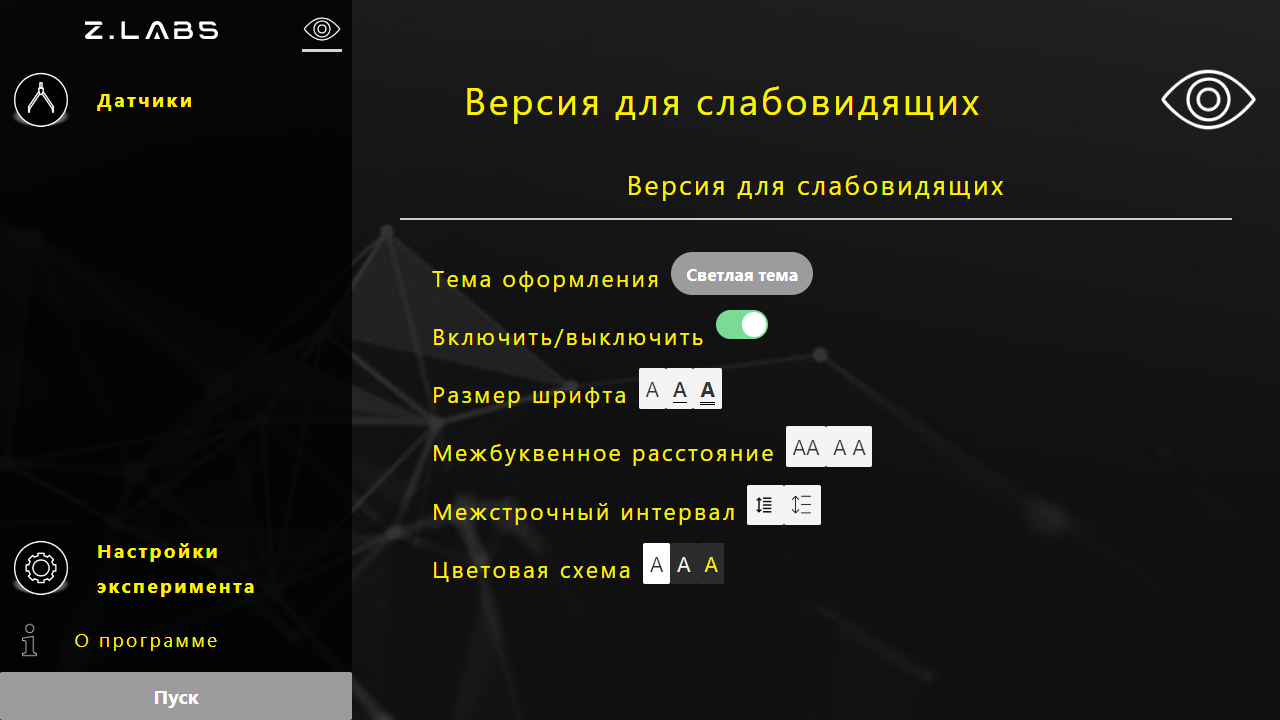 Z.LABS
Датчики
Настройки
эксперимента
О программе
Пуск
Версия для слабовидящих
Версия для слабовидящих
Тема оформления Светлая тема
Включить/выключить
Размер шрифта A A A
Межбуквенное расстояние AA A A
Межстрочный интервал
Цветовая схема A A A